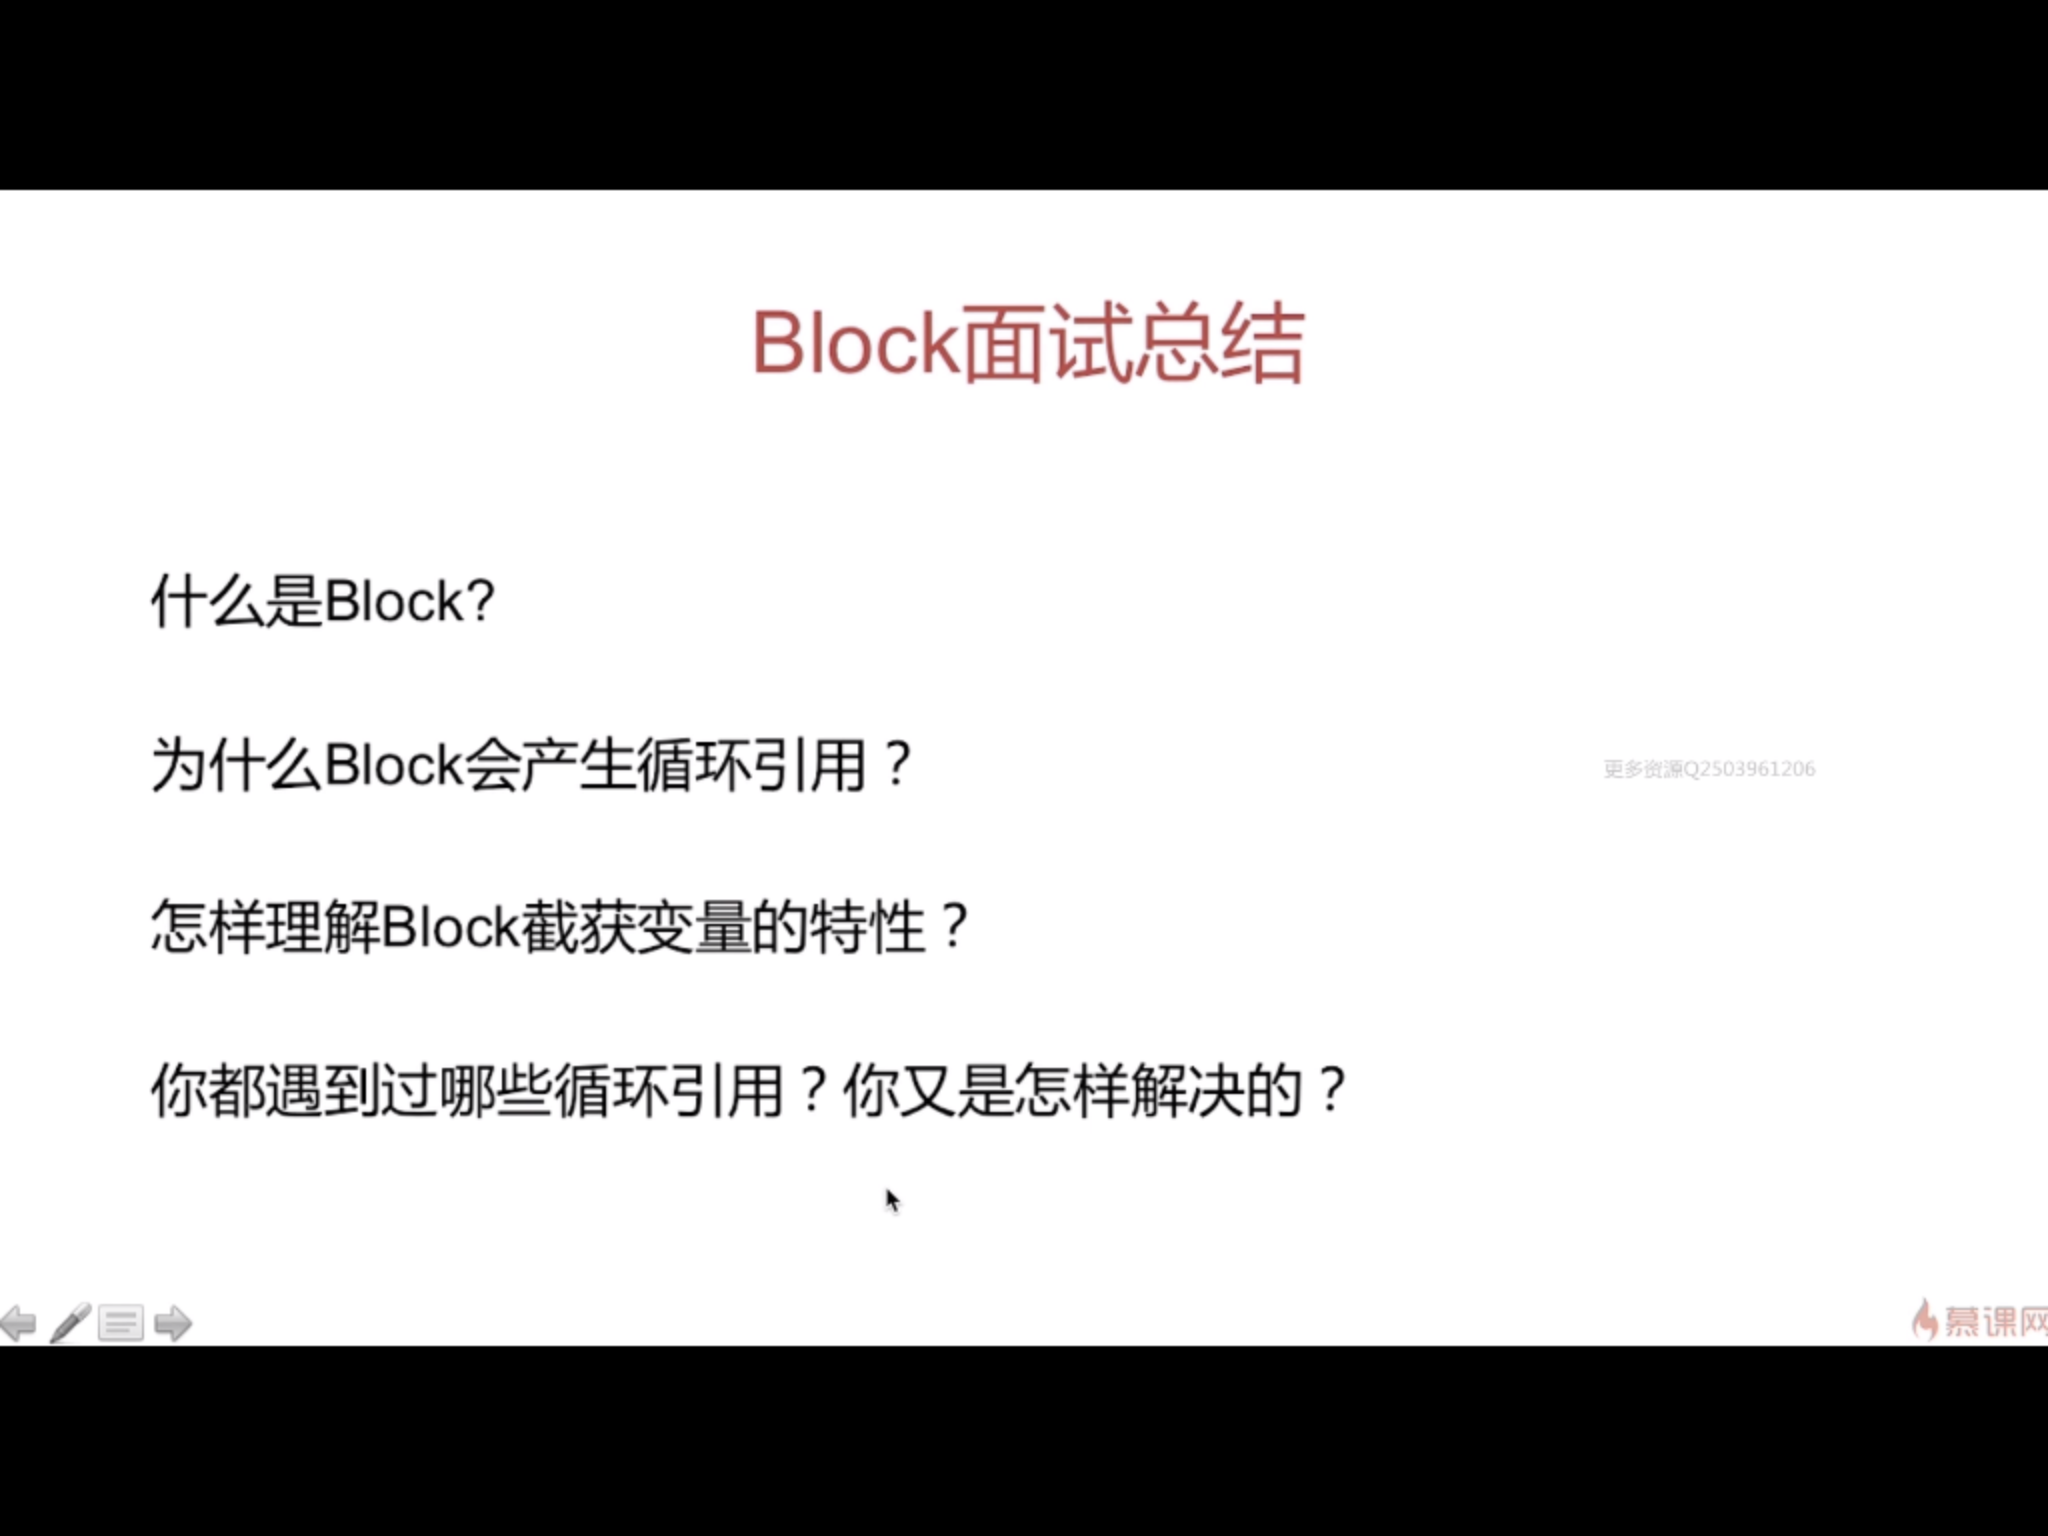 Block面试总结
什么是Block?
为什么Block会产生循环引用？
更多资源Q2503961206
怎样理解Block截获变量的特性？
你都遇到过哪些循环引用？你又是怎样解决的？
慕课网